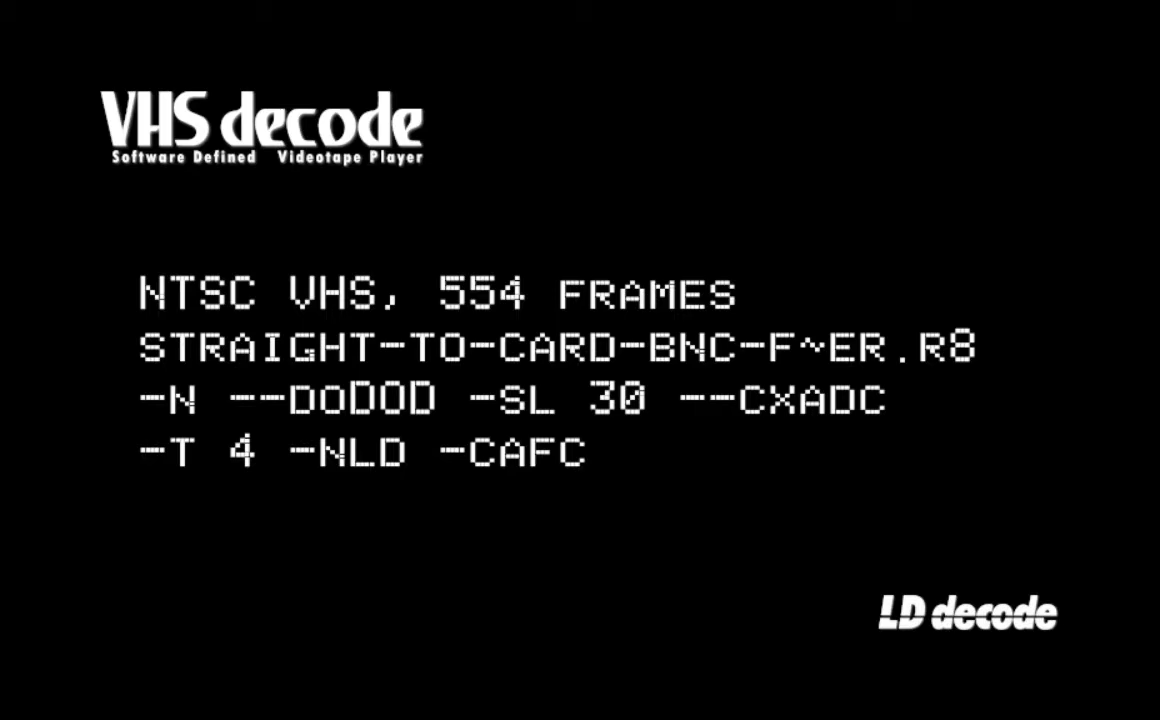 VHS decode
Software Defined Videotape Player
NTSC VHS, 554 FRAMES
STRAIGHT-TO-CARD-BNC-F~ER.R8
-N --DODOD -SL 30 --CXADC
-T 4 -NLD -CAFC
LD decode